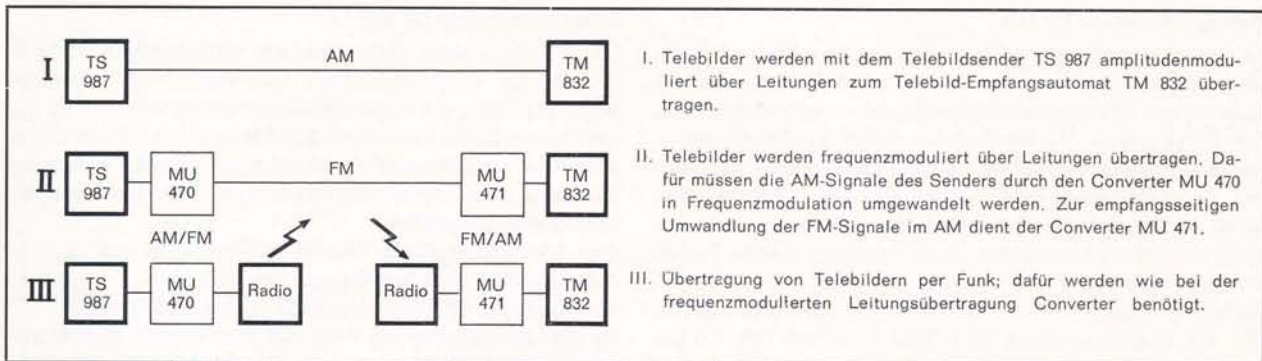 I
TS
987
AM
TM
832
I. Telebilder werden mit dem Telebildsender TS 987 amplitudenmodu-
liert über Leitungen zum Telebild-Empfangsautomat TM 832 über-
tragen.
II
TS
987
MU
470
FM
MU
471
TM
832
AM/FM
FM/AM
II. Telebilder werden frequenzmoduliert über Leitungen übertragen. Da-
für müssen die AM-Signale des Senders durch den Converter MU 470
in Frequenzmodulation umgewandelt werden. Zur empfangsseitigen
Umwandlung der FM-Signale im AM dient der Converter MU 471.
III
TS
987
MU
470
Radio
Radio
MU
471
TM
832
III. Übertragung von Telebildern per Funk; dafür werden wie bei der
frequenzmodulierten Leitungsübertragung Converter benötigt.